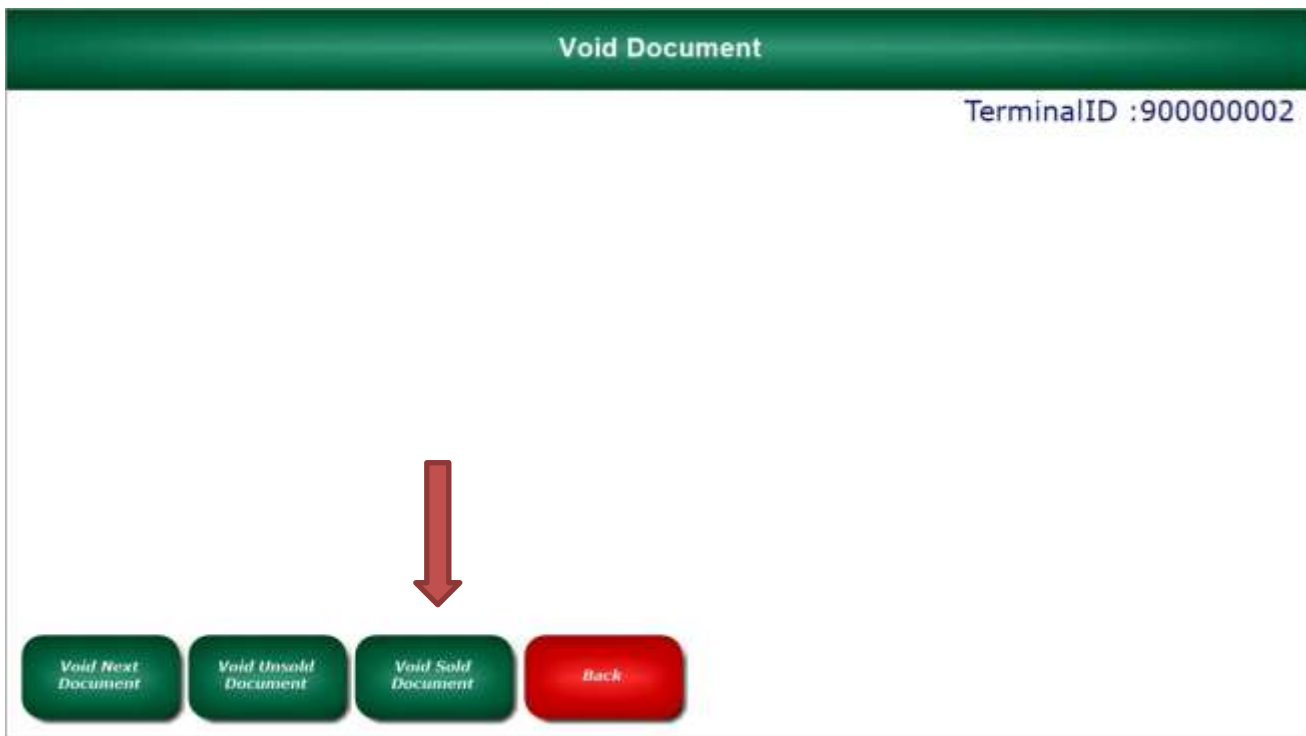 Void Document
TerminalID :900000002
Void Next
Document
Void Unsold
Document
Void Sold
Document
Back